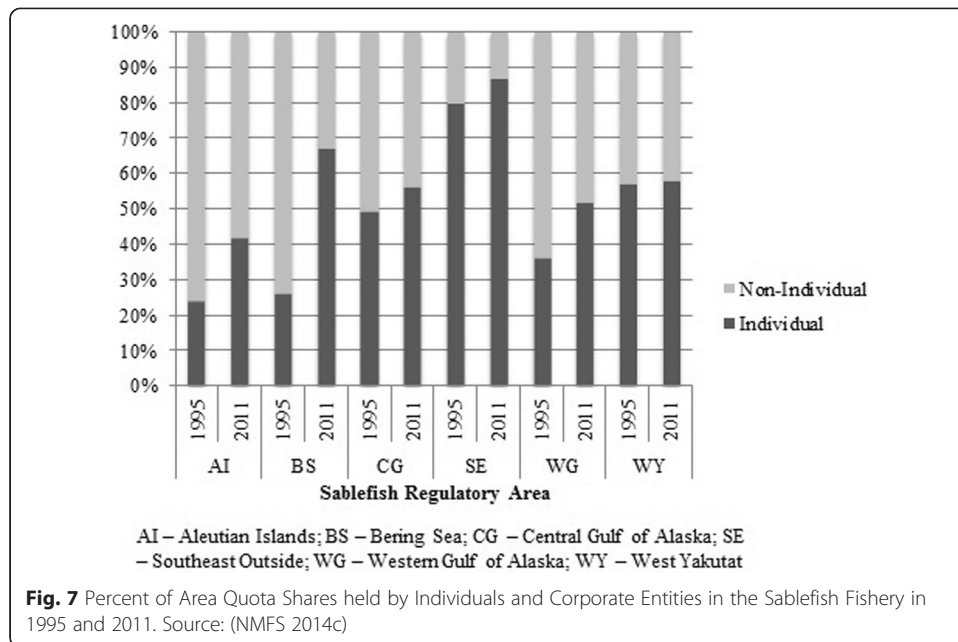 100%
90%
80%
70%
60%
50%
40%
30%
20%
10%
0%
Non-Individual
Individual
1995 2011 1995 2011 1995 2011 1995 2011 1995 2011 1995 2011
AI BS CG SE WG WY
Sablefish Regulatory Area
AI – Aleutian Islands; BS – Bering Sea; CG – Central Gulf of Alaska; SE
– Southeast Outside; WG – Western Gulf of Alaska; WY – West Yakutat
Fig. 7 Percent of Area Quota Shares held by Individuals and Corporate Entities in the Sablefish Fishery in
1995 and 2011. Source: (NMFS 2014c)